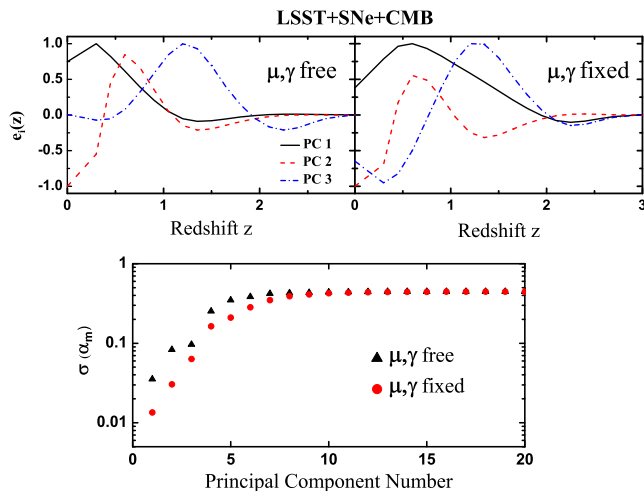 LSST+SNe+CMB
1.0
0.5
0.0
-0.5
-1.0
e_i(z)
μ,γ free
μ,γ fixed
PC 1
PC 2
PC 3
0 1 2 0 1 2 3
Redshift z Redshift z
1
0.1
0.01
σ (α_m)
μ,γ free
μ,γ fixed
0 5 10 15 20
Principal Component Number